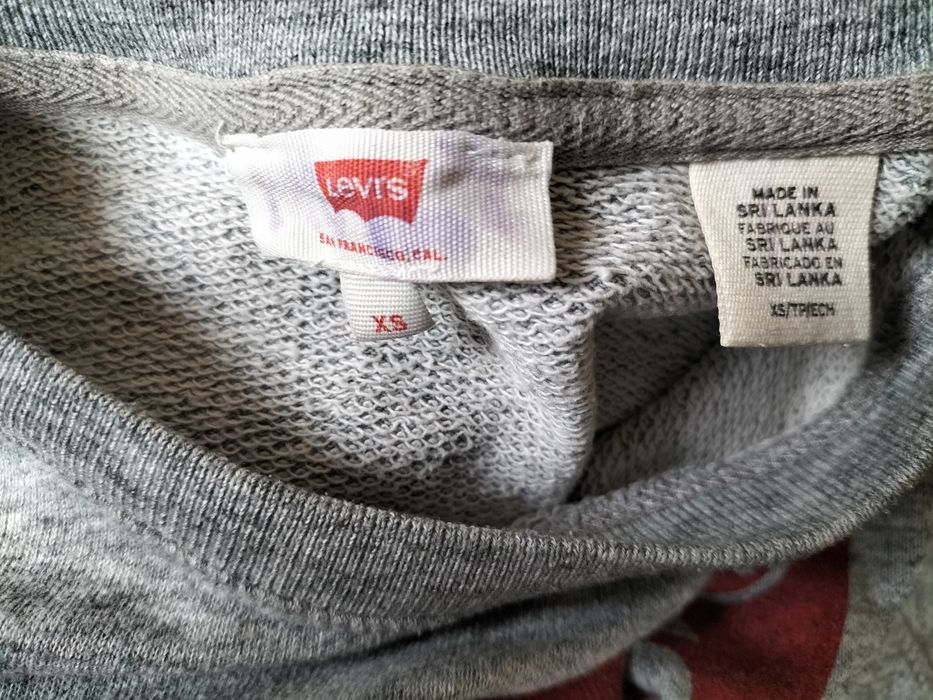 Levi's
SAN FRANCISCO, CAL.
XS
MADE IN
SRI LANKA
FABRIQUE AU
SRI LANKA
FABRICADO EN
SRI LANKA
XS/TP/ECH